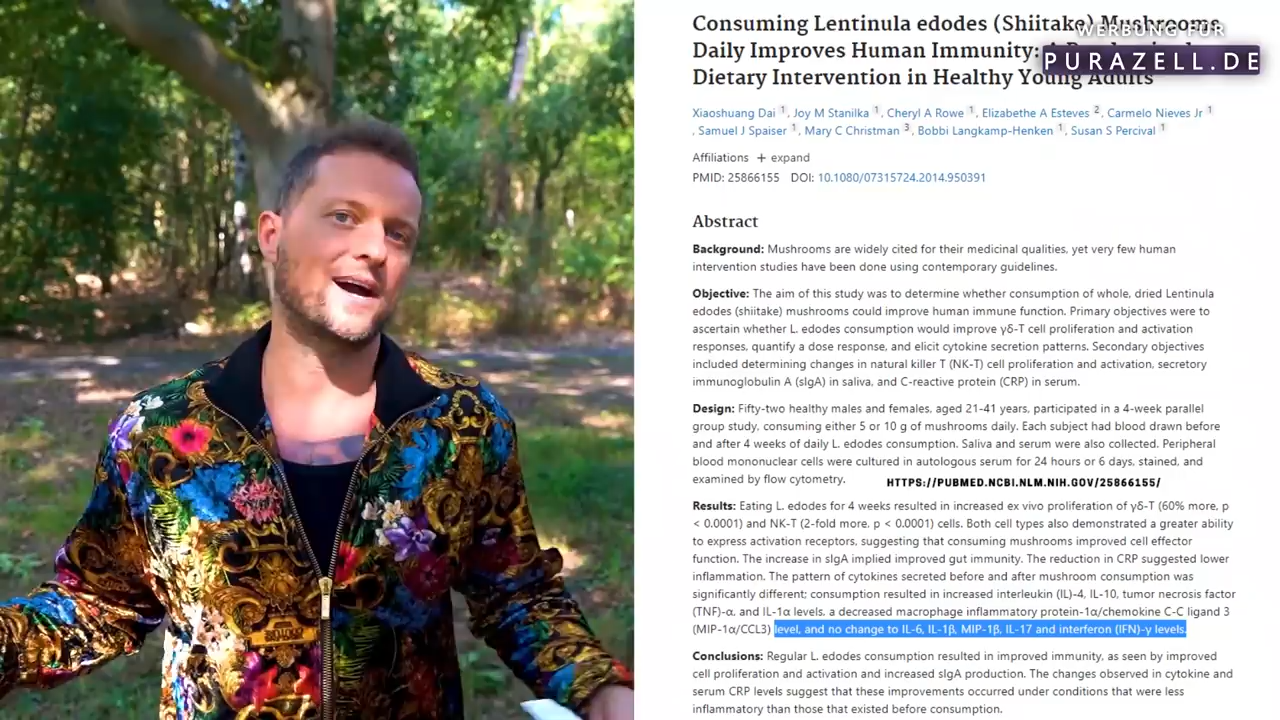 Consuming Lentinula edodes (Shiitake) Mushrooms
Daily Improves Human Immunity: A
Dietary Intervention in Healthy Young Adults
WERBUNG FÜR
PURAZELL.DE
Xiaoshuang Dai 1, Joy M Stanilka 1, Cheryl A Rowe 1, Elizabethe A Esteves 2, Carmelo Nieves Jr 1
, Samuel J Spaiser 1, Mary C Christman 3, Bobbi Langkamp-Henken 1, Susan S Percival 1
Affiliations + expand
PMID: 25866155 DOI: 10.1080/07315724.2014.950391
Abstract
Background: Mushrooms are widely cited for their medicinal qualities, yet very few human
intervention studies have been done using contemporary guidelines.
Objective: The aim of this study was to determine whether consumption of whole, dried Lentinula
edodes (shiitake) mushrooms could improve human immune function. Primary objectives were to
ascertain whether L. edodes consumption would improve γδ-T cell proliferation and activation
responses, quantify a dose response, and elicit cytokine secretion patterns. Secondary objectives
included determining changes in natural killer T (NK-T) cell proliferation and activation, secretory
immunoglobulin A (sIgA) in saliva, and C-reactive protein (CRP) in serum.
Design: Fifty-two healthy males and females, aged 21-41 years, participated in a 4-week parallel
group study, consuming either 5 or 10 g of mushrooms daily. Each subject had blood drawn before
and after 4 weeks of daily L. edodes consumption. Saliva and serum were also collected. Peripheral
blood mononuclear cells were cultured in autologous serum for 24 hours or 6 days, stained, and
examined by flow cytometry.
HTTPS://PUBMED.NCBI.NLM.NIH.GOV/25866155/
Results: Eating L. edodes for 4 weeks resulted in increased ex vivo proliferation of γδ-T (60% more, p
< 0.0001) and NK-T (2-fold more, p < 0.0001) cells. Both cell types also demonstrated a greater ability
to express activation receptors, suggesting that consuming mushrooms improved cell effector
function. The increase in sIgA implied improved gut immunity. The reduction in CRP suggested lower
inflammation. The pattern of cytokines secreted before and after mushroom consumption was
significantly different; consumption resulted in increased interleukin (IL)-4, IL-10, tumor necrosis factor
(TNF)-α, and IL-1α levels, a decreased macrophage inflammatory protein-1α/chemokine C-C ligand 3
(MIP-1α/CCL3) level, and no change to IL-6, IL-1β, MIP-1β, IL-17 and interferon (IFN)-γ levels.
Conclusions: Regular L. edodes consumption resulted in improved immunity, as seen by improved
cell proliferation and activation and increased sIgA production. The changes observed in cytokine and
serum CRP levels suggest that these improvements occurred under conditions that were less
inflammatory than those that existed before consumption.